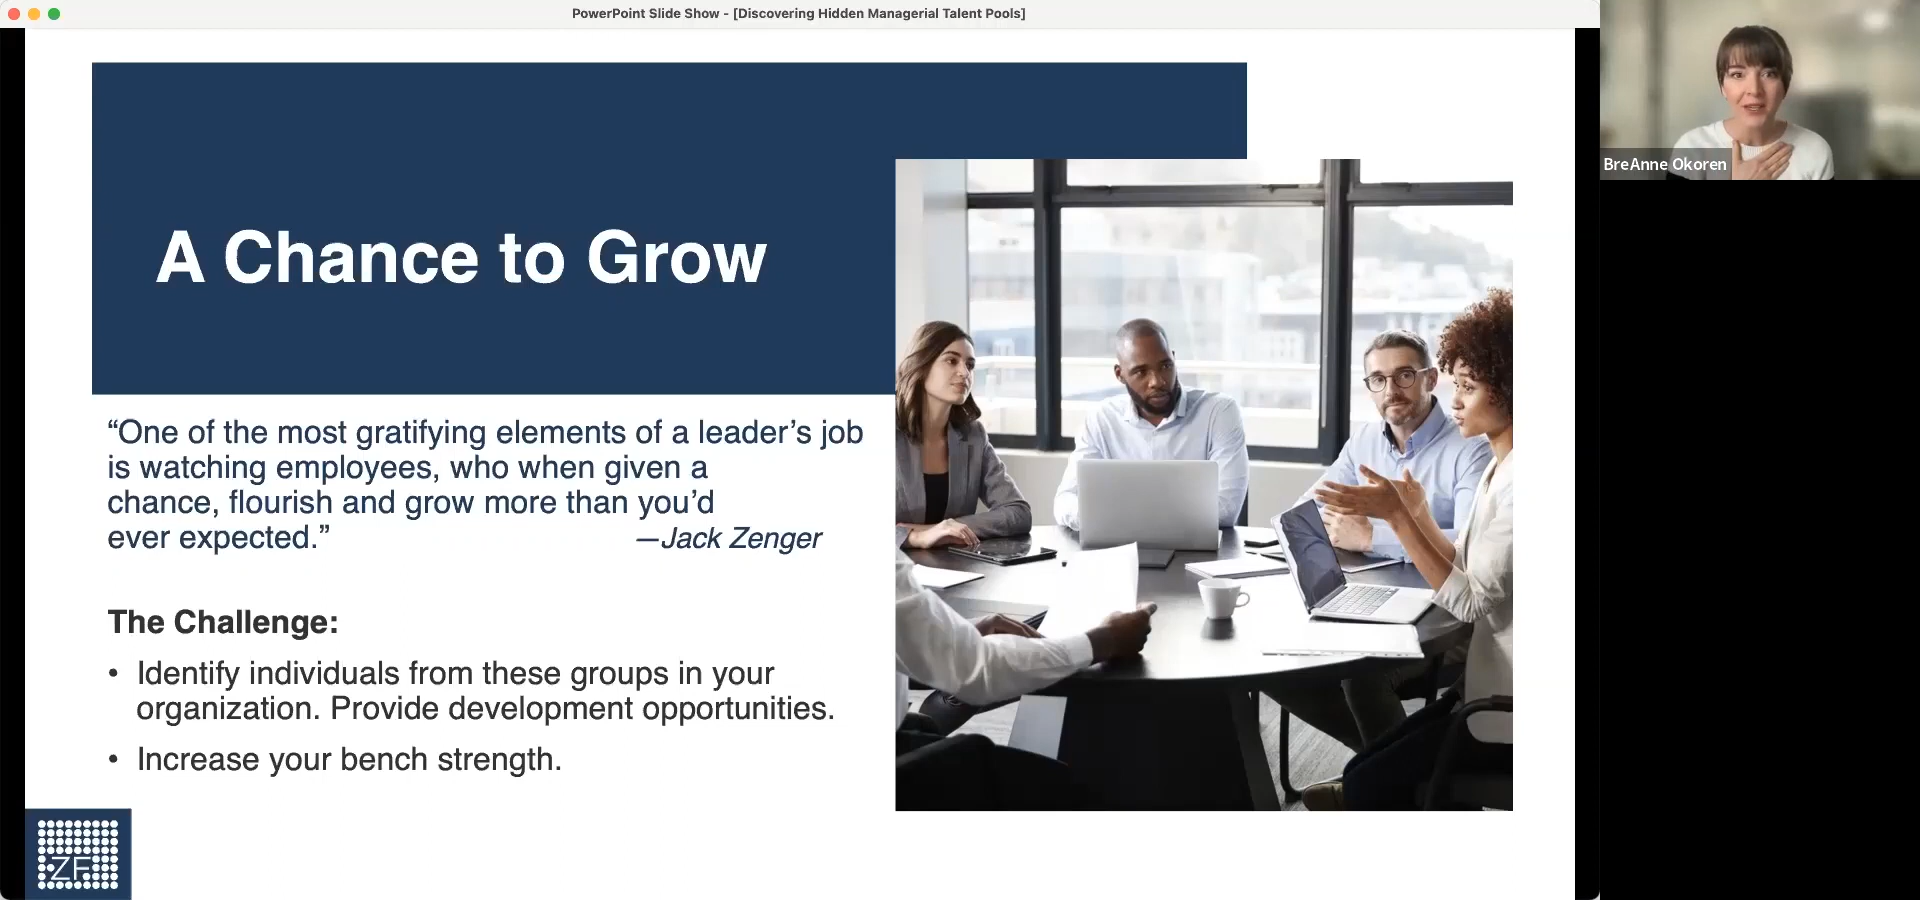 PowerPoint Slide Show - [Discovering Hidden Managerial Talent Pools]
BreAnne Okoren
A Chance to Grow
“One of the most gratifying elements of a leader’s job
is watching employees, who when given a
chance, flourish and grow more than you’d
ever expected.” —Jack Zenger
The Challenge:
• Identify individuals from these groups in your
organization. Provide development opportunities.
• Increase your bench strength.
ZF